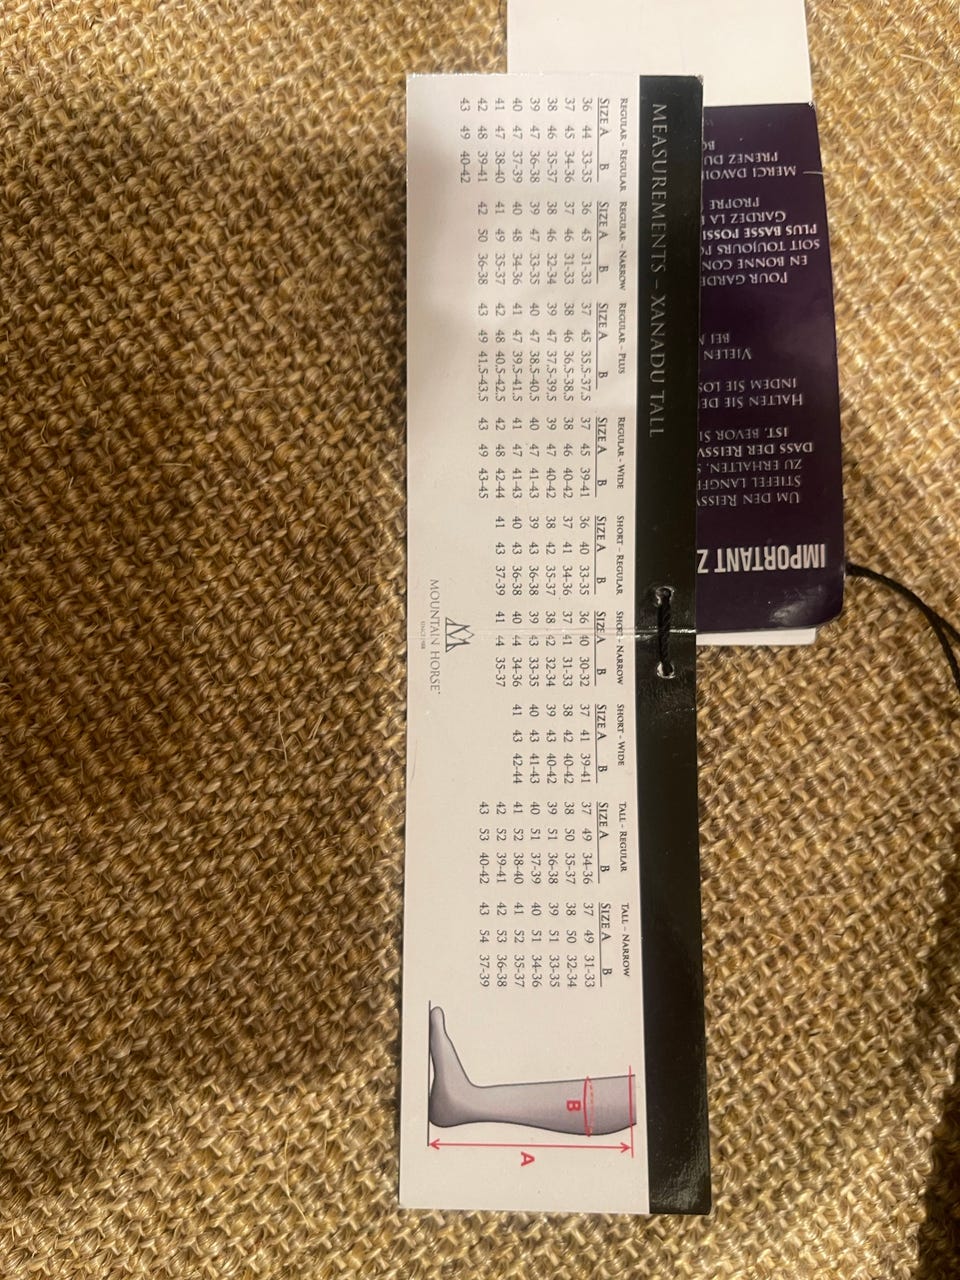 MEASUREMENTS – XANADU TALL
REGULAR - REGULAR
SIZE A B
36 44 33-35
37 45 34-36
38 46 35-37
39 47 36-38
40 47 37-39
41 47 38-40
42 48 39-41
43 49 40-42
REGULAR - NARROW
SIZE A B
36 45 31-33
37 46 31-33
38 46 32-34
39 47 33-35
40 48 34-36
41 49 35-37
42 50 36-38
REGULAR - PLUS
SIZE A B
37 45 35,5-37,5
38 46 36,5-38,5
39 47 37,5-39,5
40 47 38,5-40,5
41 47 39,5-41,5
42 48 40,5-42,5
43 49 41,5-43,5
REGULAR - WIDE
SIZE A B
37 45 39-41
38 46 40-42
39 47 40-42
40 47 41-43
41 47 41-43
42 48 42-44
43 49 43-45
SHORT - REGULAR
SIZE A B
36 40 33-35
37 41 34-36
38 42 35-37
39 43 36-38
40 43 36-38
41 43 37-39
SHORT - NARROW
SIZE A B
36 40 30-32
37 41 31-33
38 42 32-34
39 43 33-35
40 44 34-36
41 44 35-37
SHORT - WIDE
SIZE A B
37 41 39-41
38 42 40-42
39 43 40-42
40 43 41-43
41 43 42-44
TALL - REGULAR
SIZE A B
37 49 34-36
38 50 35-37
39 51 36-38
40 51 37-39
41 52 38-40
42 52 39-41
43 53 40-42
TALL - NARROW
SIZE A B
37 49 31-33
38 50 32-34
39 51 33-35
40 51 34-36
41 52 35-37
42 53 36-38
43 54 37-39
B
A
MOUNTAIN HORSE
IMPORTANT Z
UM DEN REISSV
STIEFEL LANGF
ZU ERHALTEN, S
DASS DER REISSV
IST, BEVOR SI
HALTEN SIE DE
INDEM SIE LOS
VIELEN
BEI
POUR GARDE
EN BONNE CON
SOIT TOUJOURS
PLUS BASSE POSSI
GARDEZ LA
PROPRE
MERCI D'AVOI
PRENEZ DU
BO